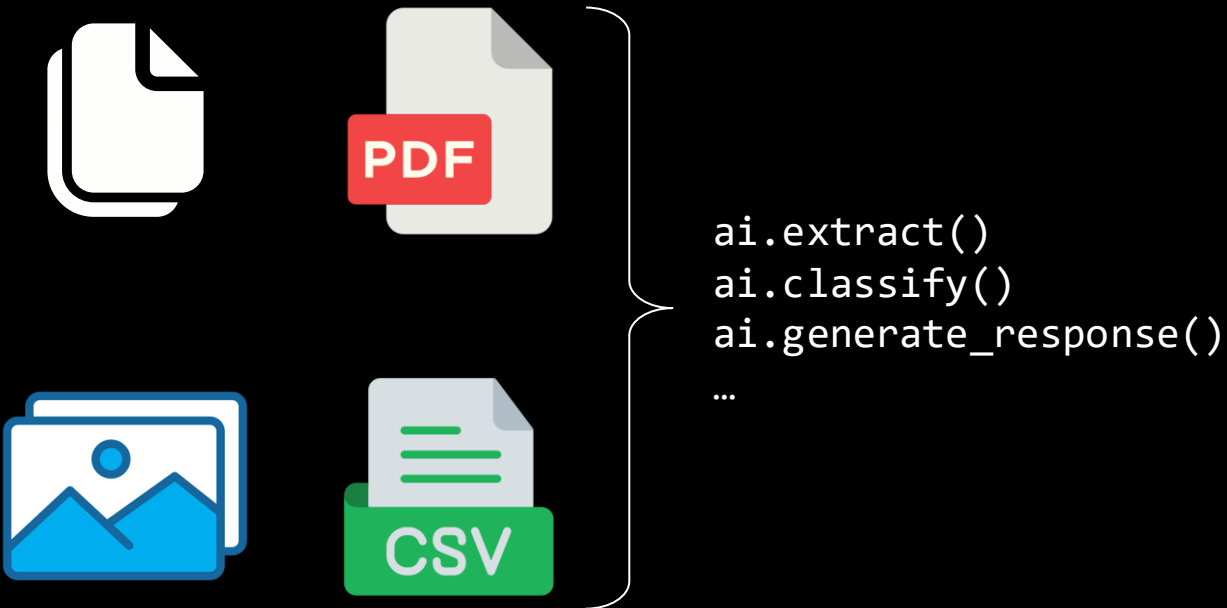 PDF
CSV
ai.extract()
ai.classify()
ai.generate_response()
…